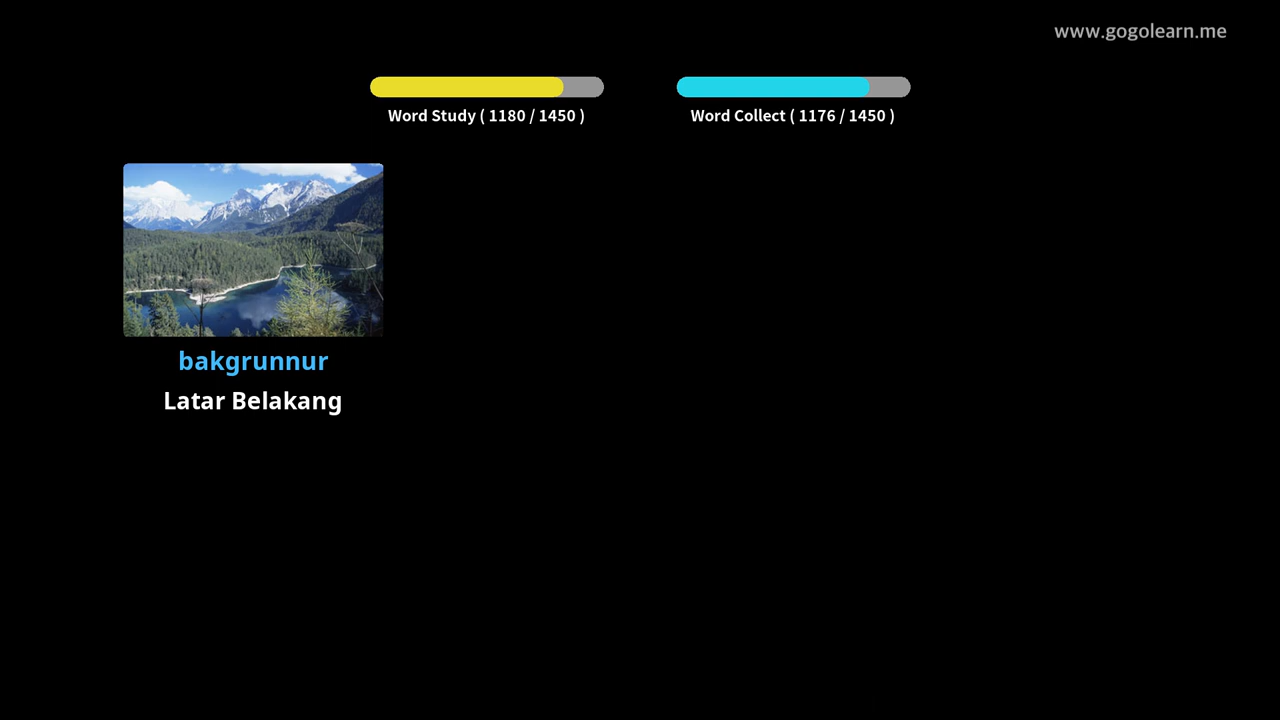 www.gogolearn.me
Word Study ( 1180 / 1450 )
Word Collect ( 1176 / 1450 )
bakgrunnur
Latar Belakang